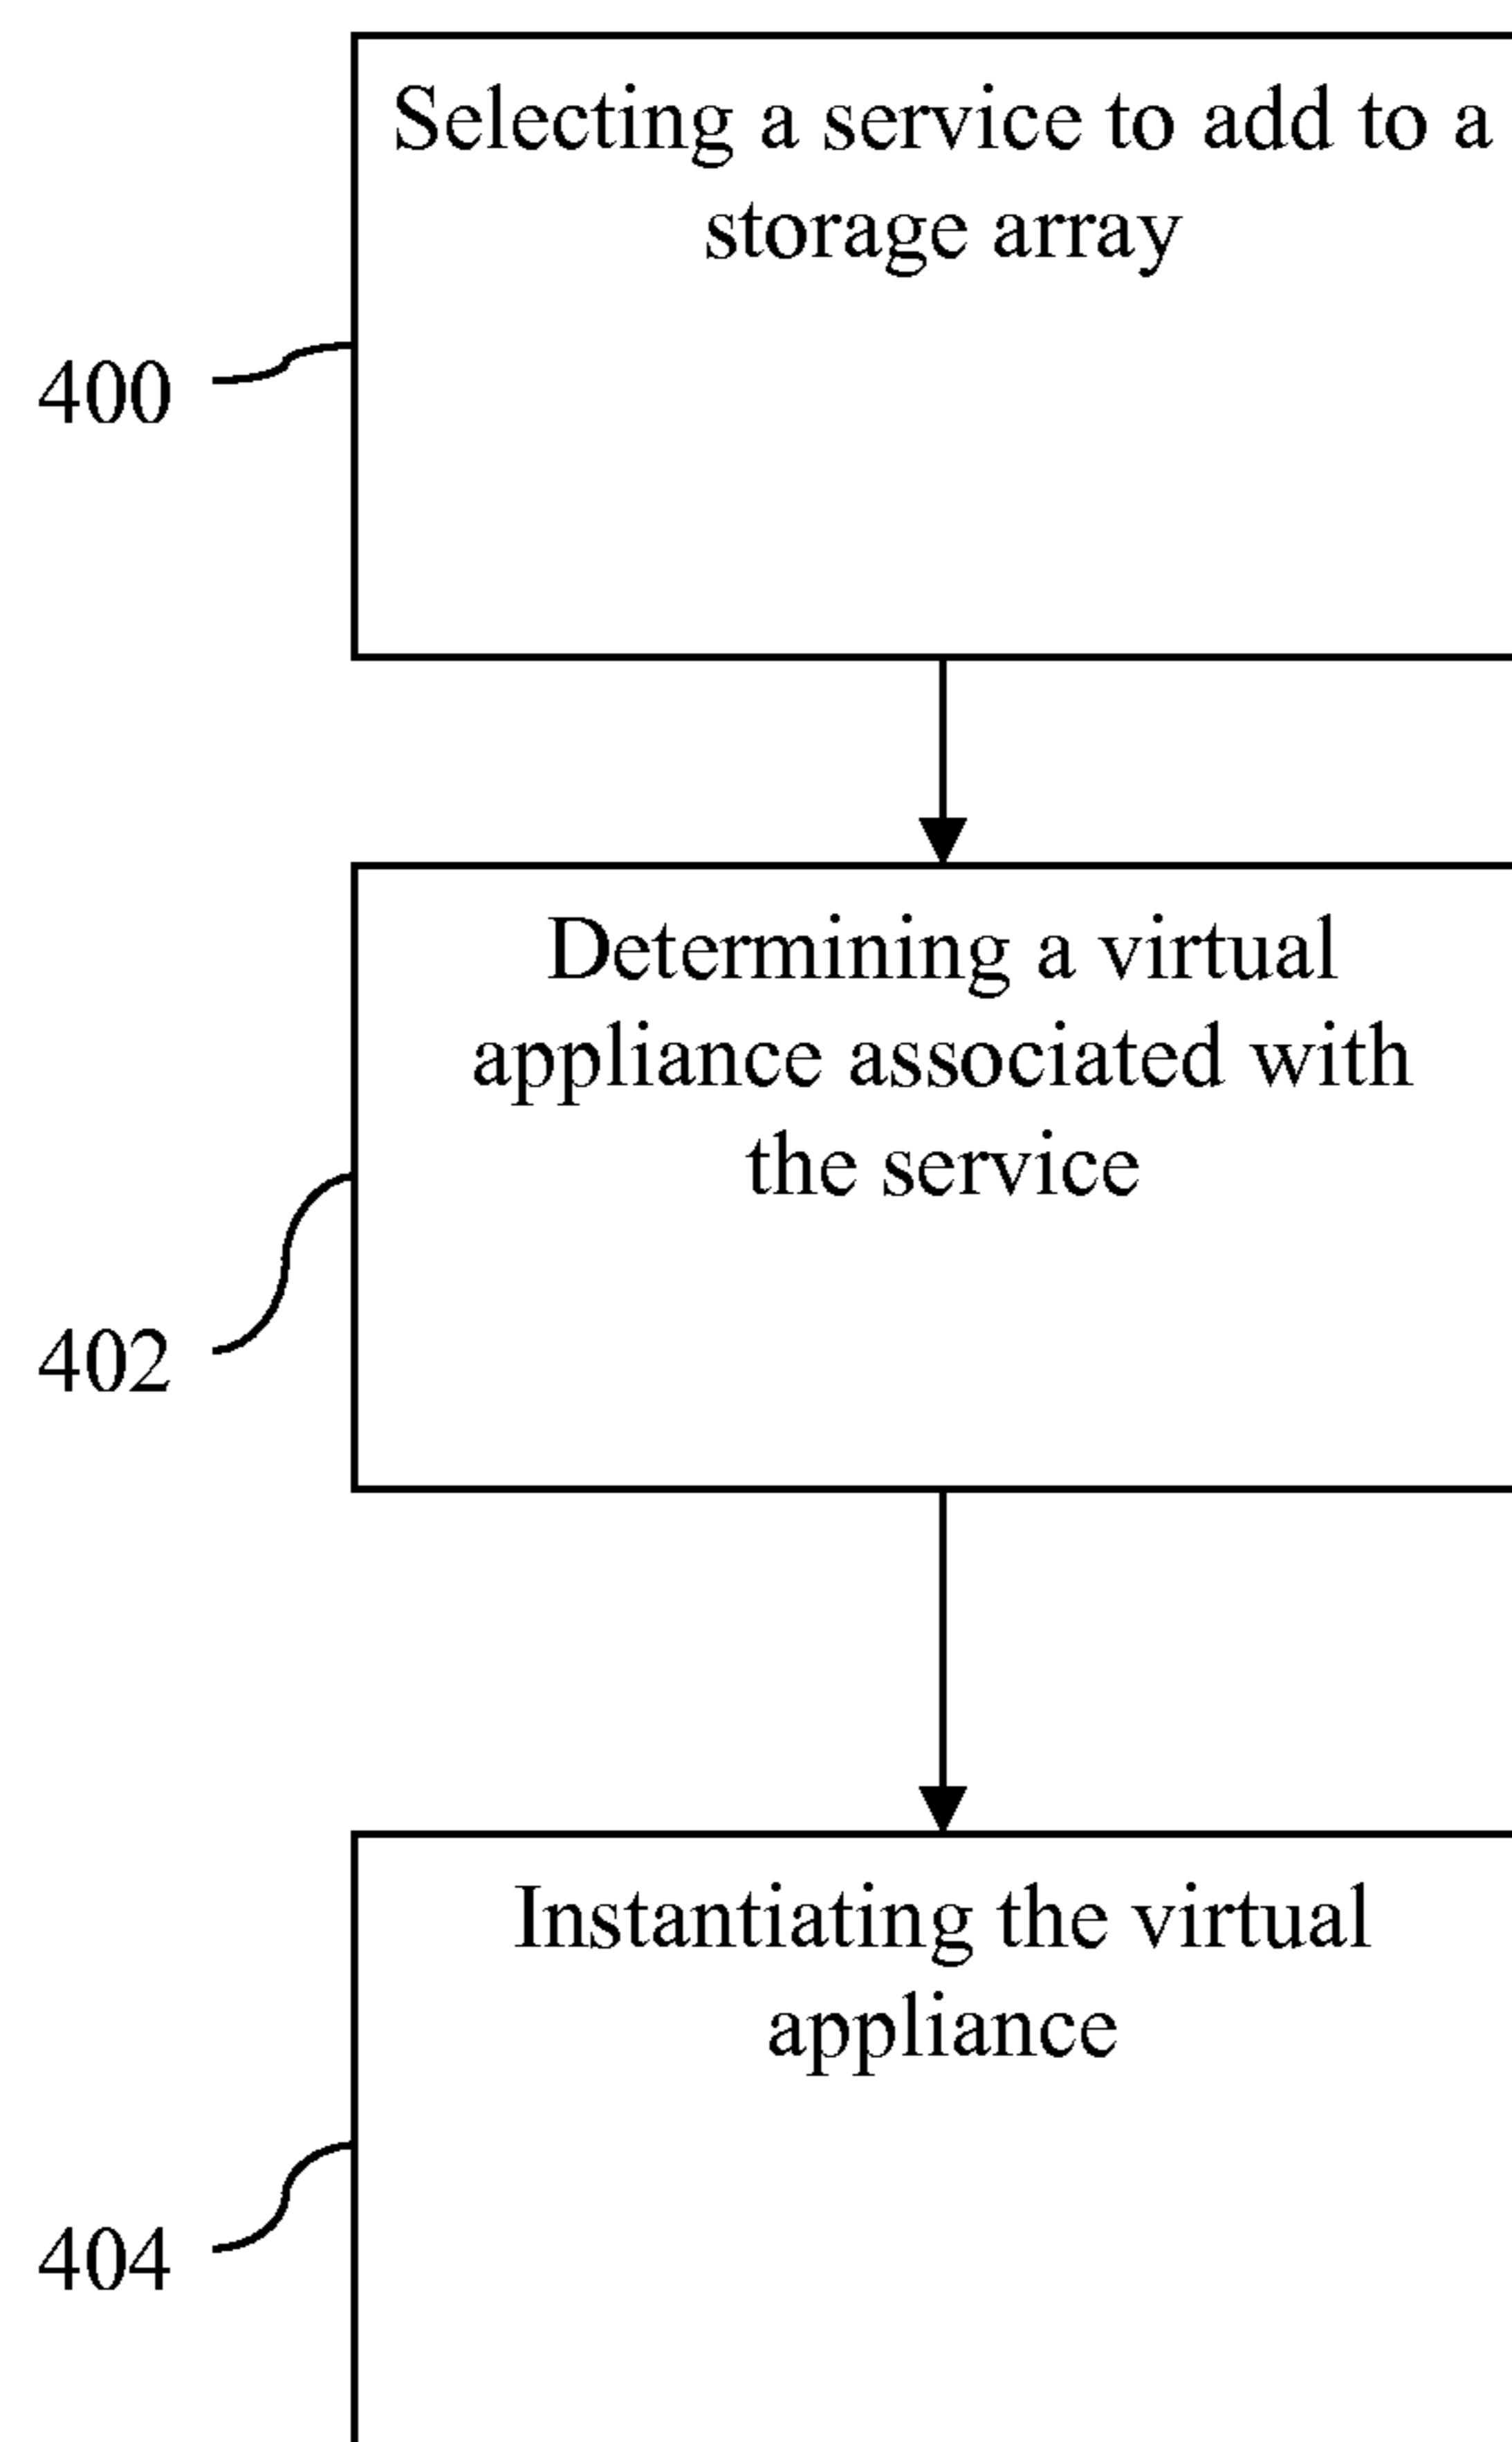 Selecting a service to add to a
storage array
400
Determining a virtual
appliance associated with
the service
402
Instantiating the virtual
appliance
404